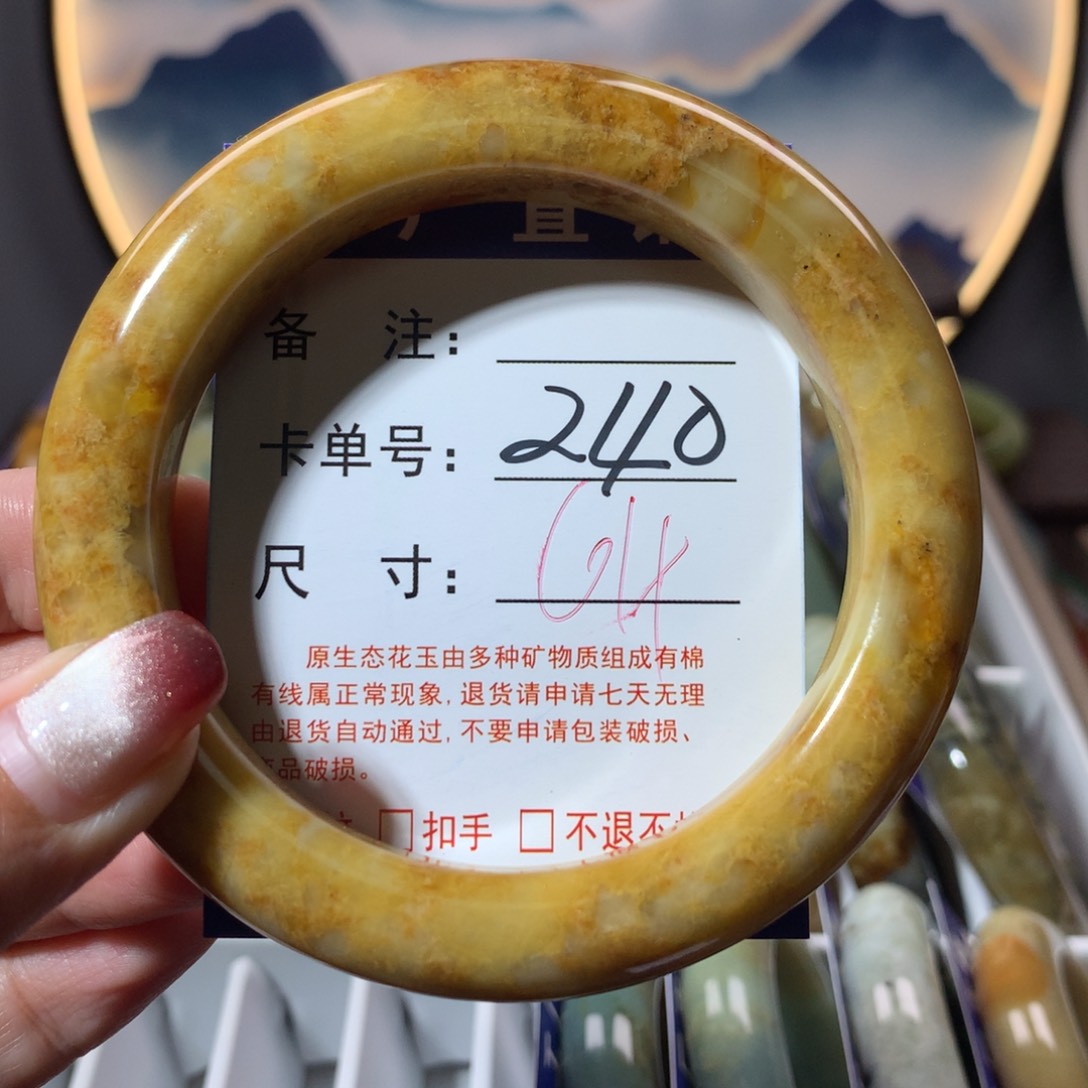 直
备 注：
卡单号： 240
尺 寸： 64
原生态花玉由多种矿物质组成有棉
有线属正常现象,退货请申请七天无理
由退货自动通过,不要申请包装破损、
品破损。
□扣手 □不退不